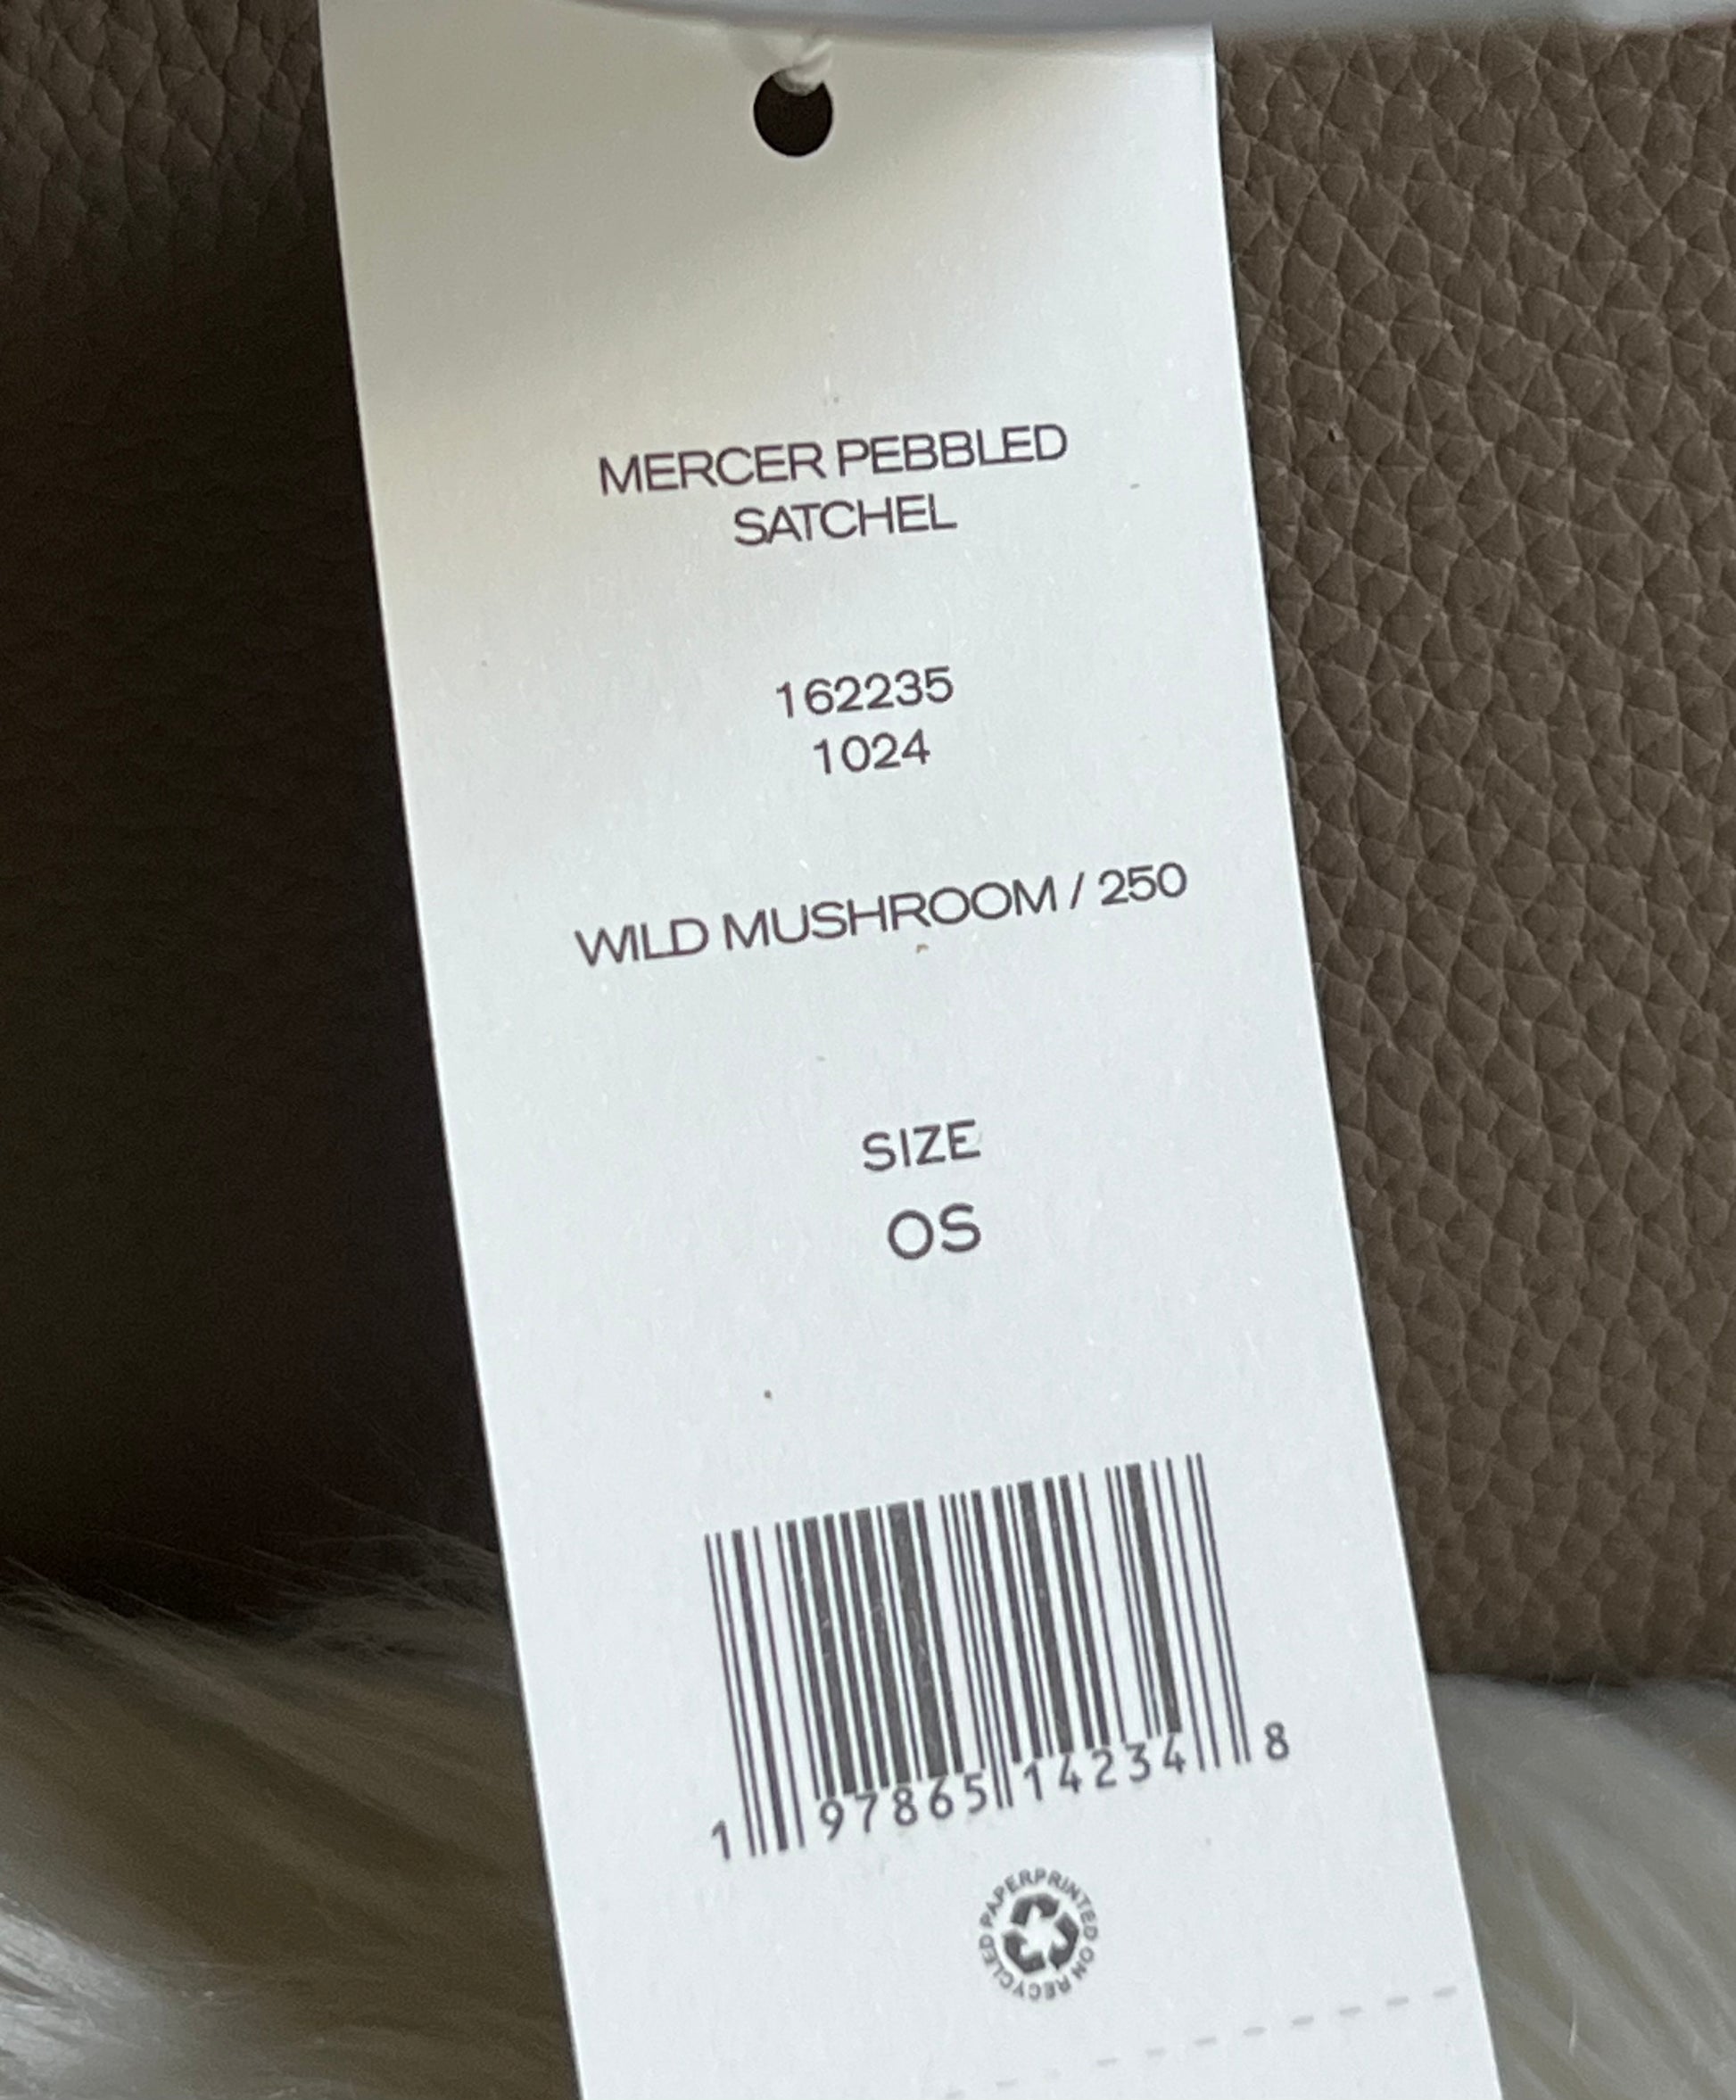 MERCER PEBBLED
SATCHEL
162235
1024
WILD MUSHROOM / 250
SIZE
OS
1 97865 14234 8
PRINTED ON RECYCLED PAPER